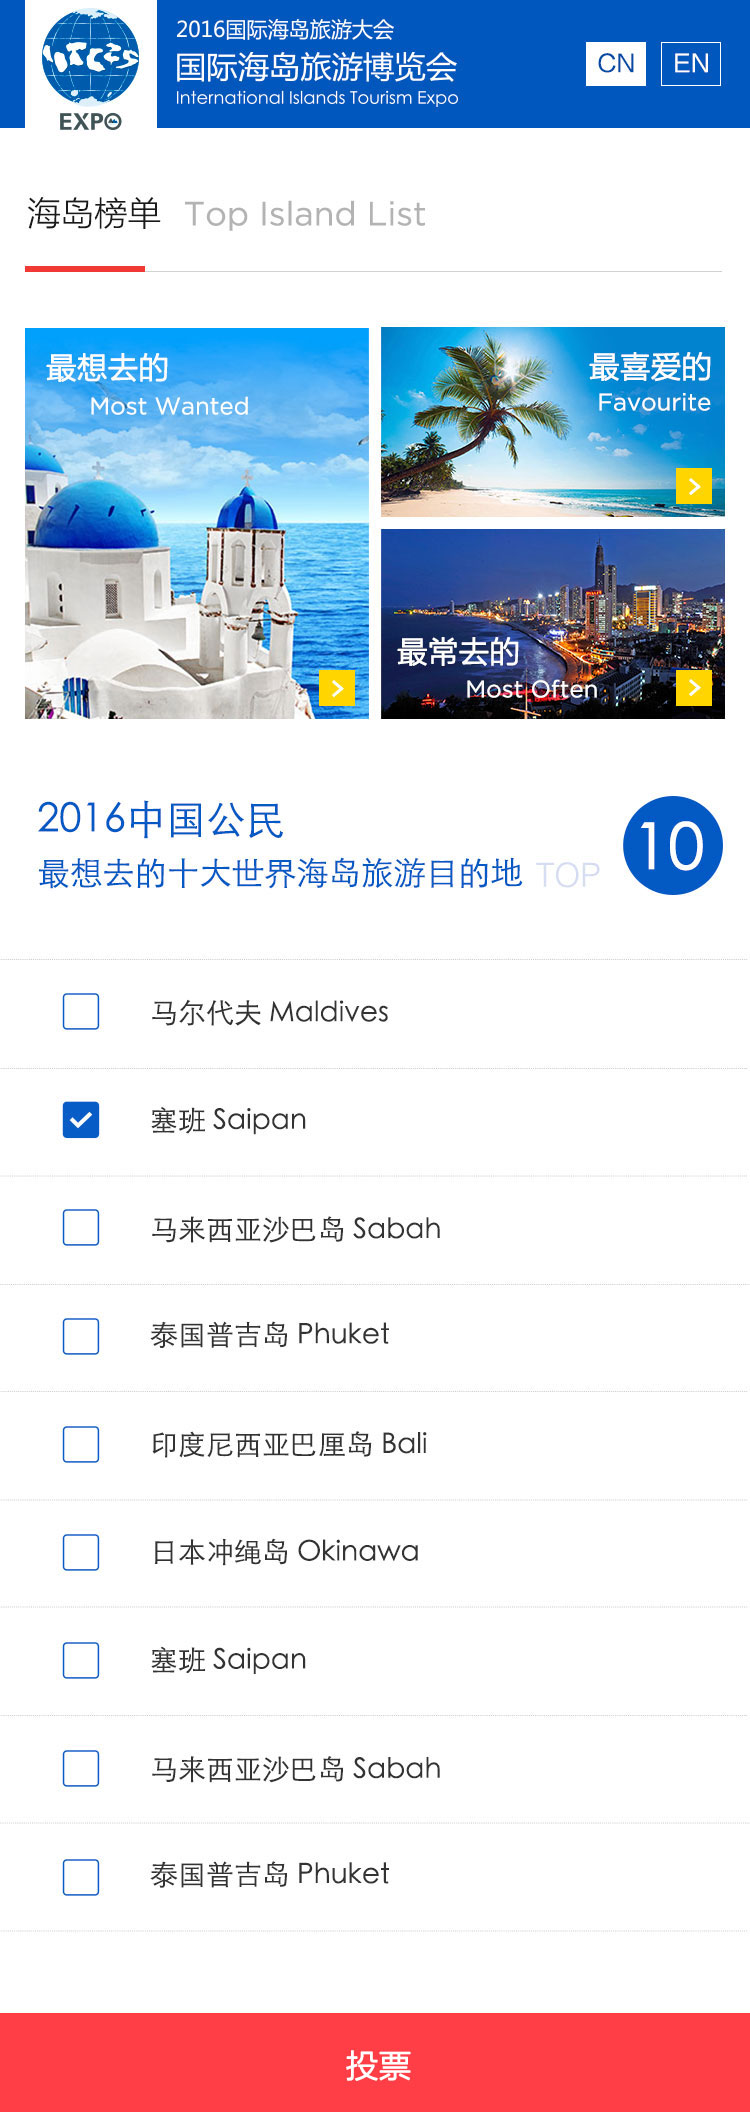 2016国际海岛旅游大会
国际海岛旅游博览会
International Islands Tourism Expo
EXPO
CN
EN
海岛榜单 Top Island List
最想去的
Most Wanted
最喜爱的
Favourite
最常去的
Most Often
2016中国公民
最想去的十大世界海岛旅游目的地 TOP
10
马尔代夫 Maldives
塞班 Saipan
马来西亚沙巴岛 Sabah
泰国普吉岛 Phuket
印度尼西亚巴厘岛 Bali
日本冲绳岛 Okinawa
塞班 Saipan
马来西亚沙巴岛 Sabah
泰国普吉岛 Phuket
投票